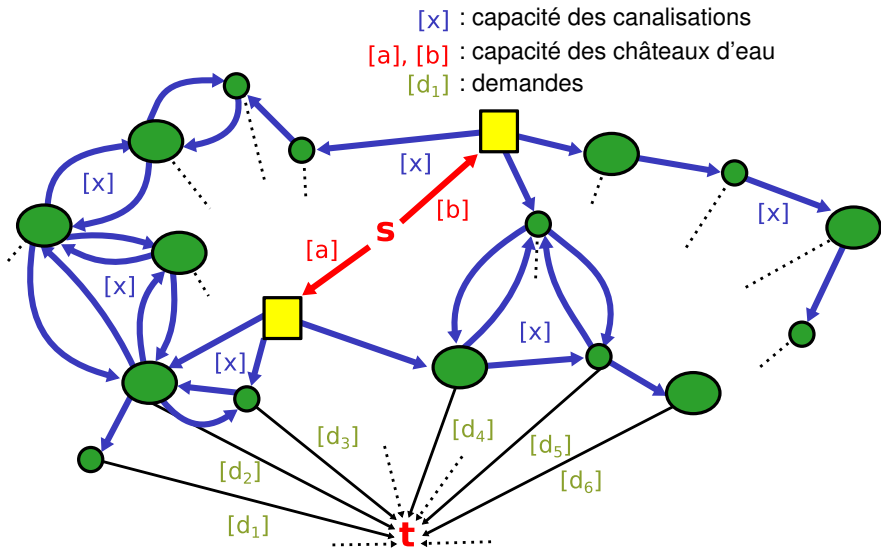 [x] : capacité des canalisations
[a], [b] : capacité des châteaux d'eau
[d₁] : demandes
[x]
[x]
[b]
[x]
s
[a]
[x]
[x]
[x]
[d₃]
[d₄]
[d₅]
[d₂]
[d₆]
[d₁]
t